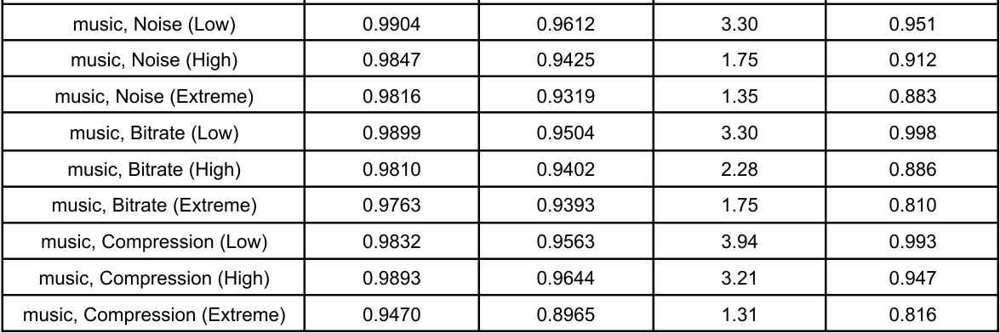 music, Noise (Low) 0.9904 0.9612 3.30 0.951
music, Noise (High) 0.9847 0.9425 1.75 0.912
music, Noise (Extreme) 0.9816 0.9319 1.35 0.883
music, Bitrate (Low) 0.9899 0.9504 3.30 0.998
music, Bitrate (High) 0.9810 0.9402 2.28 0.886
music, Bitrate (Extreme) 0.9763 0.9393 1.75 0.810
music, Compression (Low) 0.9832 0.9563 3.94 0.993
music, Compression (High) 0.9893 0.9644 3.21 0.947
music, Compression (Extreme) 0.9470 0.8965 1.31 0.816